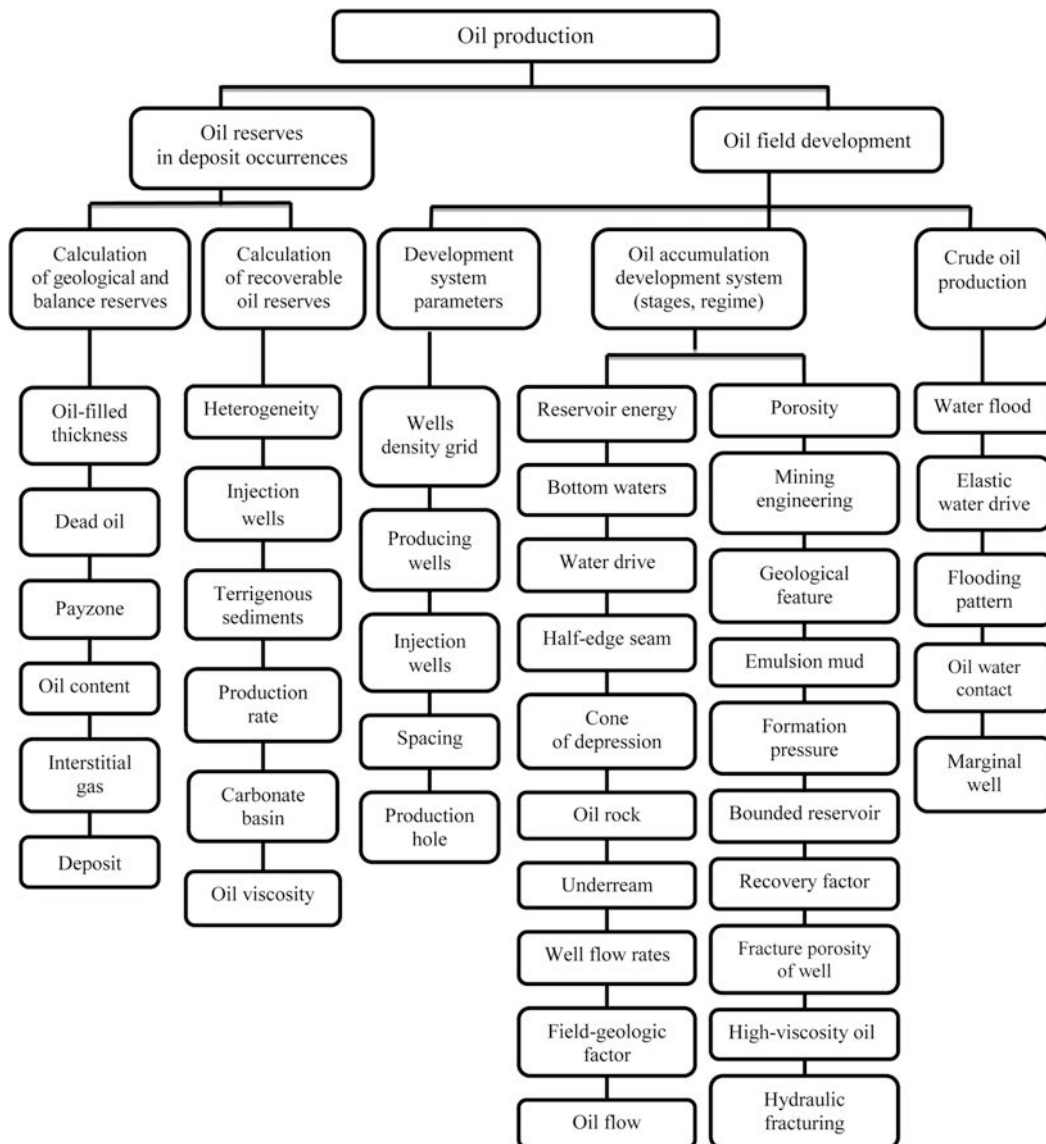 Oil production
Oil reserves
in deposit occurrences
Oil field development
Calculation
of geological and
balance reserves
Calculation
of recoverable
oil reserves
Development
system
parameters
Oil accumulation
development system
(stages, regime)
Crude oil
production
Oil-filled
thickness
Dead oil
Payzone
Oil content
Interstitial
gas
Deposit
Heterogeneity
Injection
wells
Terrigenous
sediments
Production
rate
Carbonate
basin
Oil viscosity
Wells
density grid
Producing
wells
Injection
wells
Spacing
Production
hole
Reservoir energy
Bottom waters
Water drive
Half-edge seam
Cone
of depression
Oil rock
Underream
Well flow rates
Field-geologic
factor
Oil flow
Porosity
Mining
engineering
Geological
feature
Emulsion mud
Formation
pressure
Bounded reservoir
Recovery factor
Fracture porosity
of well
High-viscosity oil
Hydraulic
fracturing
Water flood
Elastic
water drive
Flooding
pattern
Oil water
contact
Marginal
well